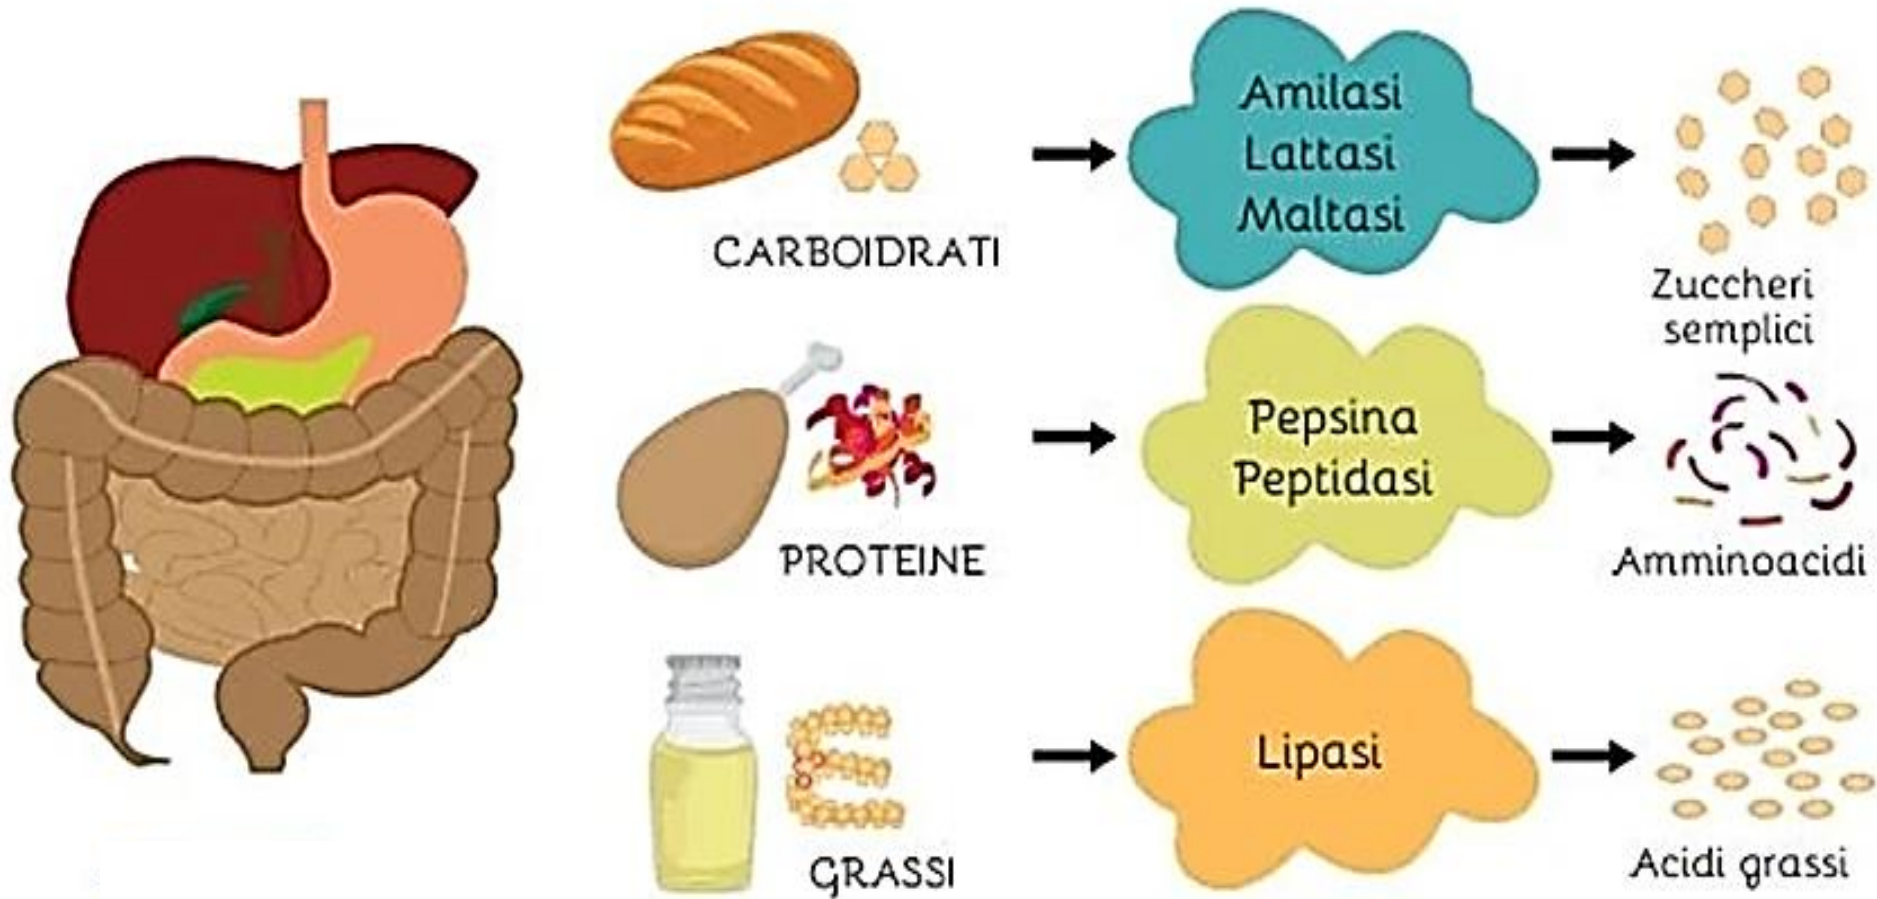 CARBOIDRATI
Amilasi
Lattasi
Maltasi
Zuccheri
semplici
PROTEINE
Pepsina
Peptidasi
Amminoacidi
GRASSI
Lipasi
Acidi grassi